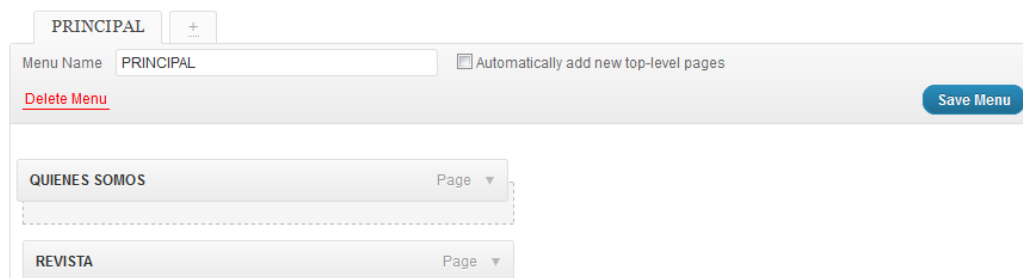 PRINCIPAL +
Menu Name PRINCIPAL Automatically add new top-level pages
Delete Menu Save Menu
QUIENES SOMOS Page ▼
REVISTA Page ▼